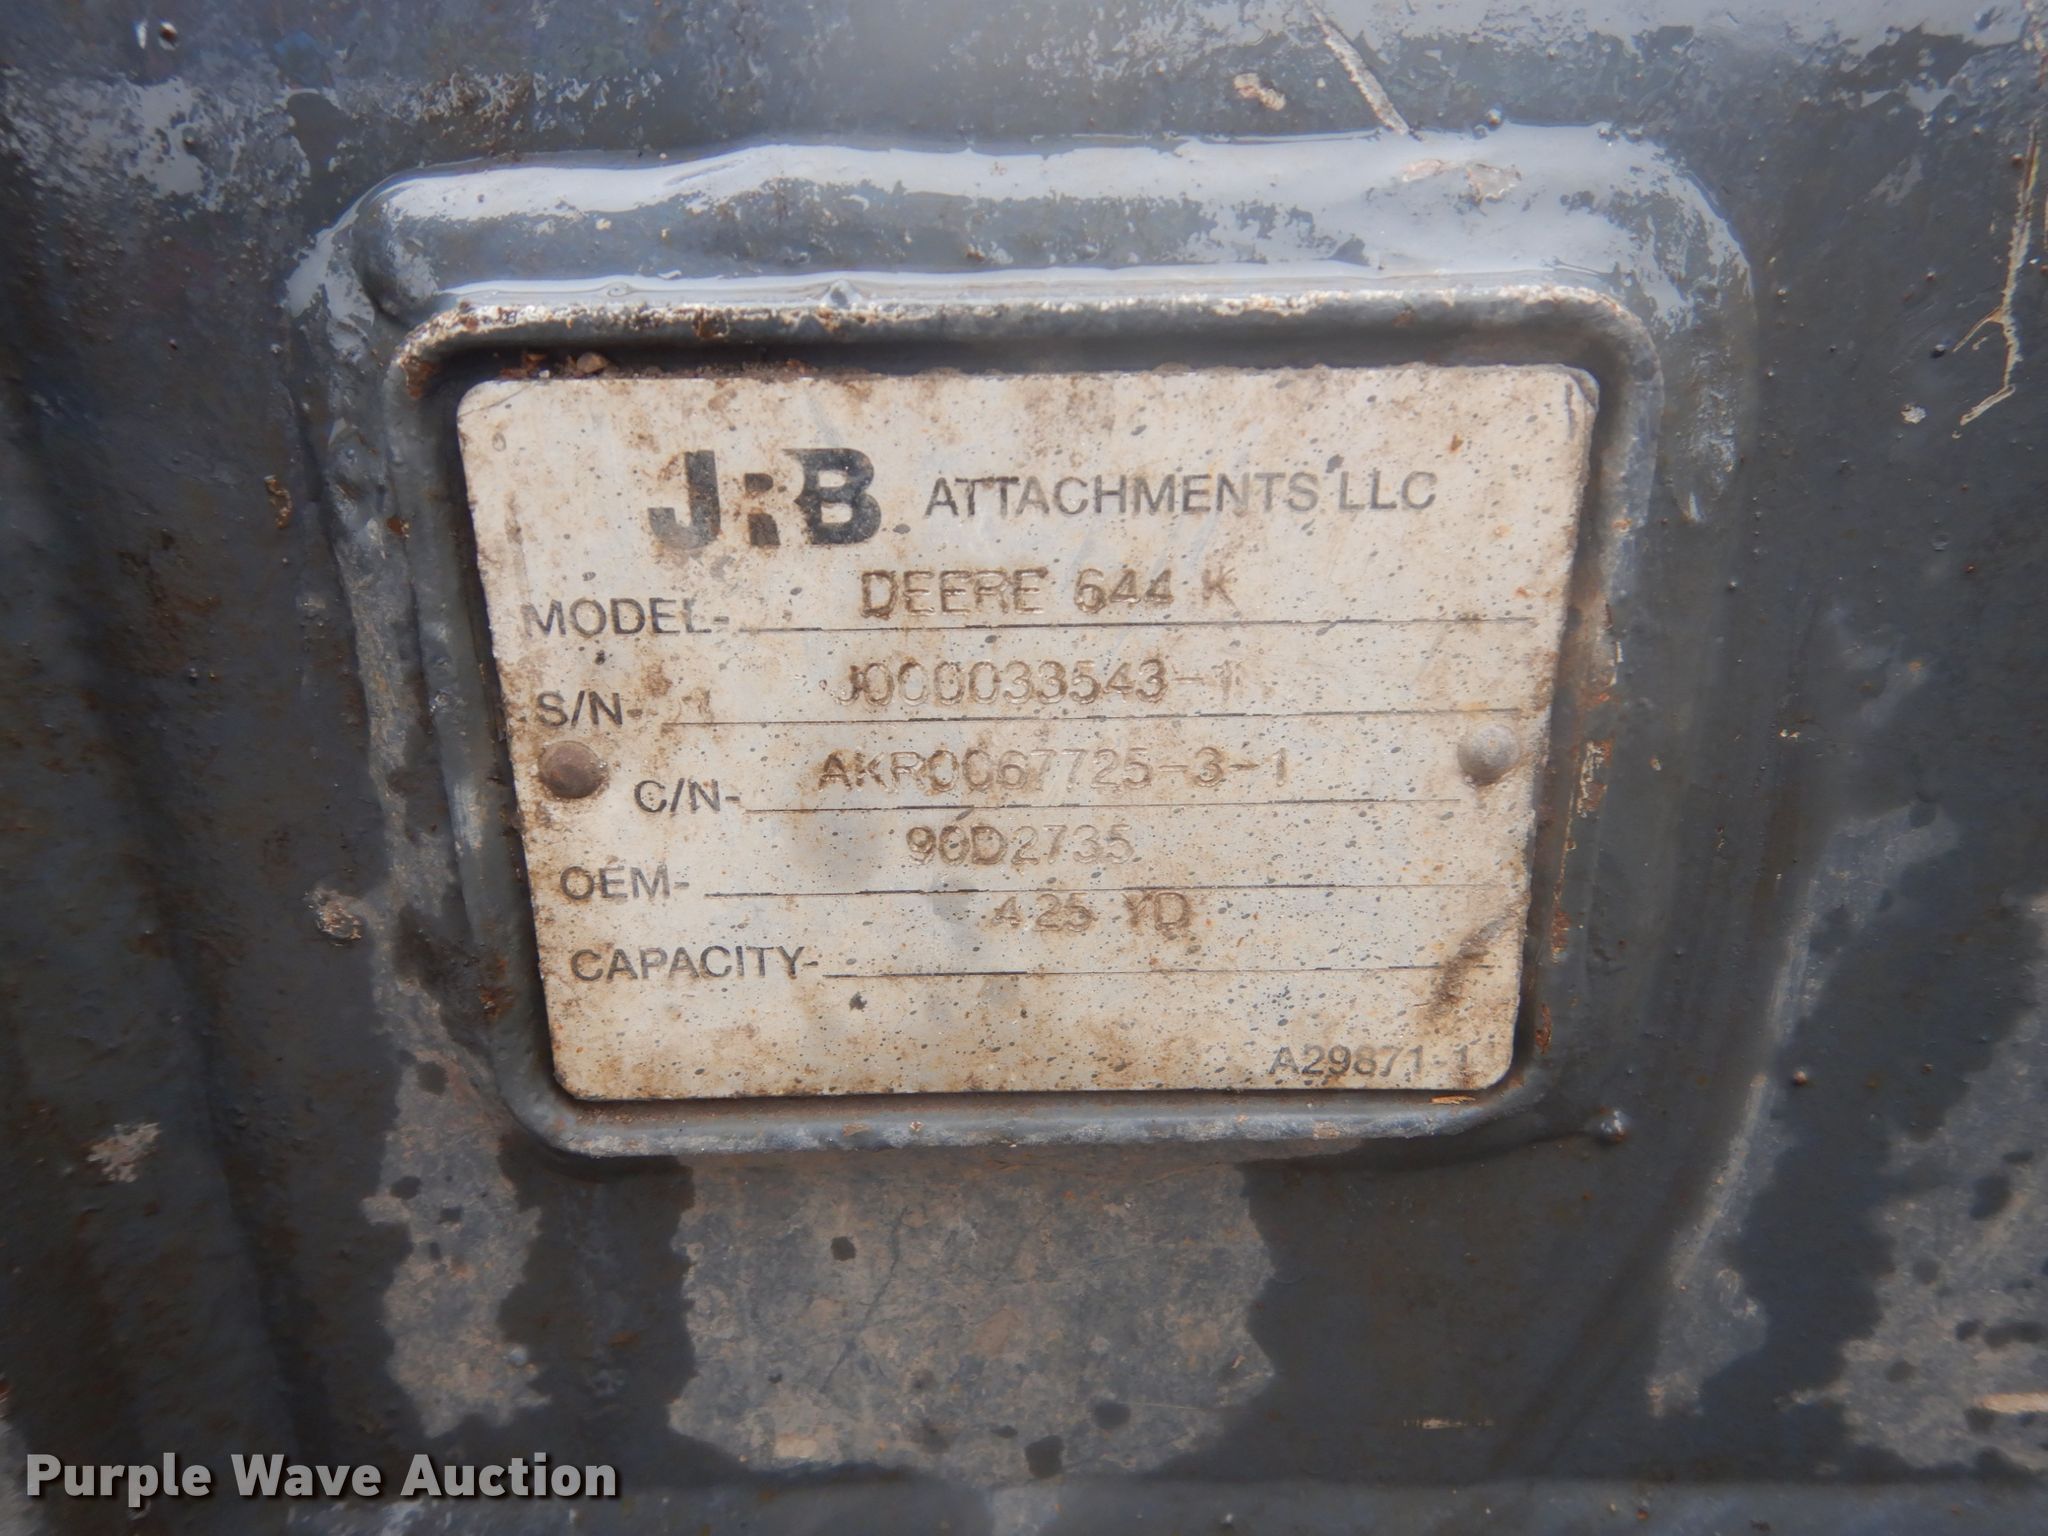 JRB ATTACHMENTS LLC
MODEL- DEERE 644 K
S/N- J000033543-1
C/N- AKR0067725-3-1
OEM- 90D2735
CAPACITY- 4.25 YD
A29871-1
Purple Wave Auction